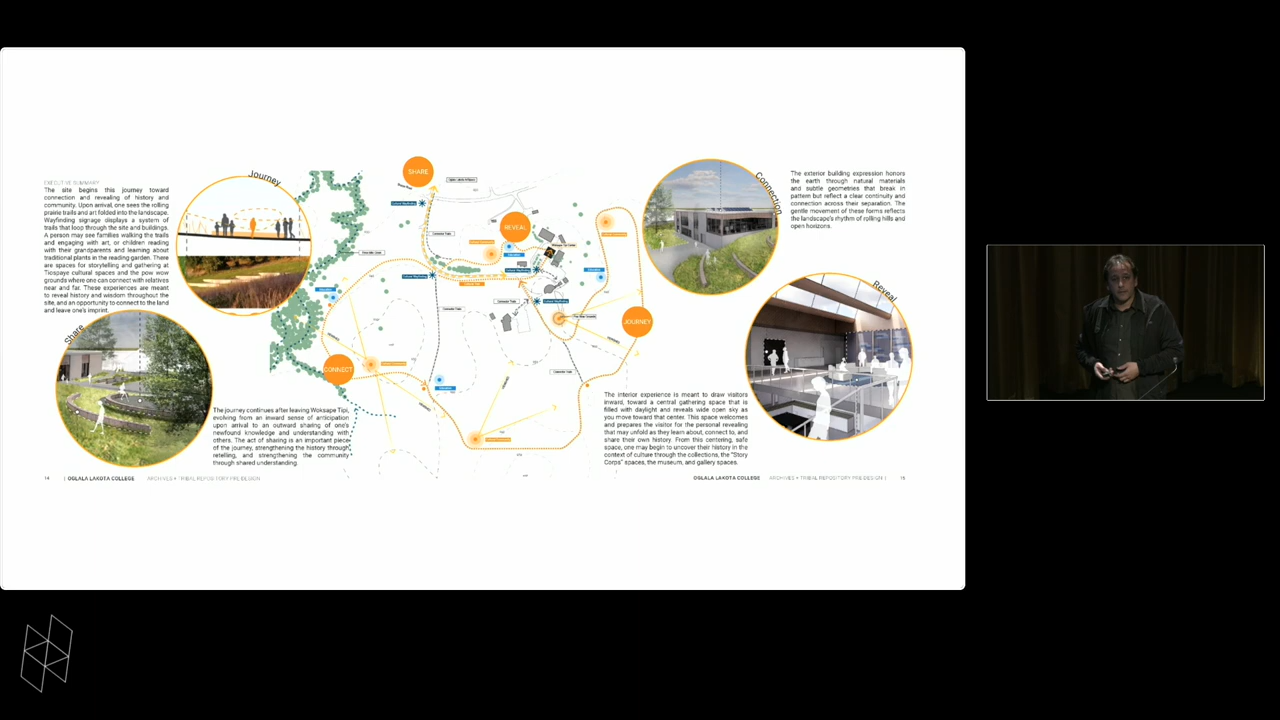 EXECUTIVE SUMMARY
The site begins this journey toward
connection and revealing of history and
community. Upon arrival, one sees the rolling
prairie trails and art folded into the landscape.
Wayfinding signage displays a system of
trails that loop through the site and buildings.
A person may see families walking the trails
and engaging with art, or children reading
with their grandparents and learning about
traditional plants in the reading garden. There
are spaces for storytelling and gathering at
Tiospaye cultural spaces and the pow wow
grounds where one can connect with relatives
near and far. These experiences are meant
to reveal history and wisdom throughout the
site, and an opportunity to connect to the land
and leave one's imprint.
Journey
Share
The journey continues after leaving Woksape Tipi,
evolving from an inward sense of anticipation
upon arrival to an outward sharing of one's
newfound knowledge and understanding with
others. The act of sharing is an important piece
of the journey, strengthening the history through
retelling, and strengthening the community
through shared understanding.
SHARE
REVEAL
JOURNEY
CONNECT
Connection
The exterior building expression honors
the earth through natural materials
and subtle geometries that break in
pattern but reflect a clear continuity and
connection across their separation. The
gentle movement of these forms reflects
the landscape's rhythm of rolling hills and
open horizons.
Reveal
The interior experience is meant to draw visitors
inward, toward a central gathering space that is
filled with daylight and reveals wide open sky as
you move toward that center. This space welcomes
and prepares the visitor for the personal revealing
that may unfold as they learn about, connect to, and
share their own history. From this centering, safe
space, one may begin to uncover their history in the
context of culture through the collections, the "Story
Corps" spaces, the museum, and gallery spaces.
14 | OGLALA LAKOTA COLLEGE ARCHIVES + TRIBAL REPOSITORY PRE DESIGN
OGLALA LAKOTA COLLEGE ARCHIVES + TRIBAL REPOSITORY PRE DESIGN | 15